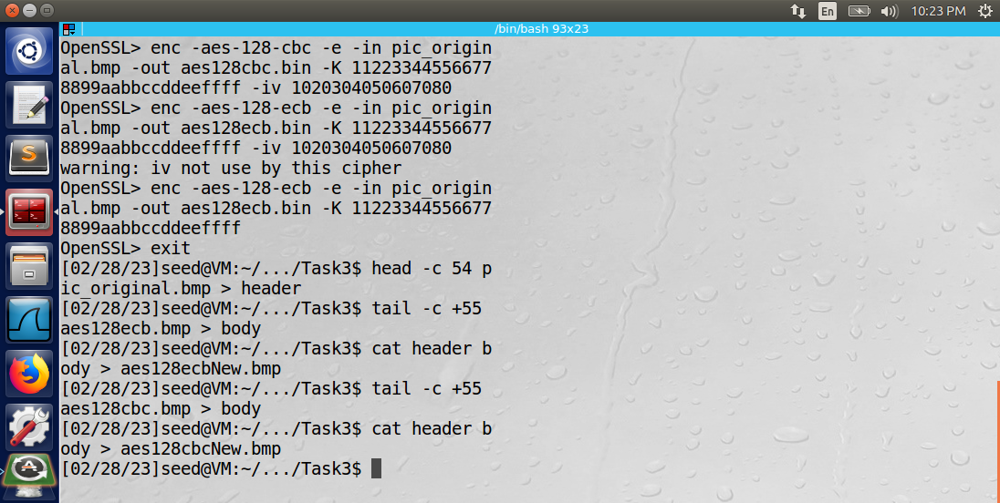 En
10:23 PM
/bin/bash 93x23
OpenSSL> enc -aes-128-cbc -e -in pic_origin
al.bmp -out aes128cbc.bin -K 11223344556677
8899aabbccddeeffff -iv 1020304050607080
OpenSSL> enc -aes-128-ecb -e -in pic_origin
al.bmp -out aes128ecb.bin -K 11223344556677
8899aabbccddeeffff -iv 1020304050607080
warning: iv not use by this cipher
OpenSSL> enc -aes-128-ecb -e -in pic_origin
al.bmp -out aes128ecb.bin -K 11223344556677
8899aabbccddeeffff
OpenSSL> exit
[02/28/23]seed@VM:~/.../Task3$ head -c 54 p
ic_original.bmp > header
[02/28/23]seed@VM:~/.../Task3$ tail -c +55
aes128ecb.bmp > body
[02/28/23]seed@VM:~/.../Task3$ cat header b
ody > aes128ecbNew.bmp
[02/28/23]seed@VM:~/.../Task3$ tail -c +55
aes128cbc.bmp > body
[02/28/23]seed@VM:~/.../Task3$ cat header b
ody > aes128cbcNew.bmp
[02/28/23]seed@VM:~/.../Task3$